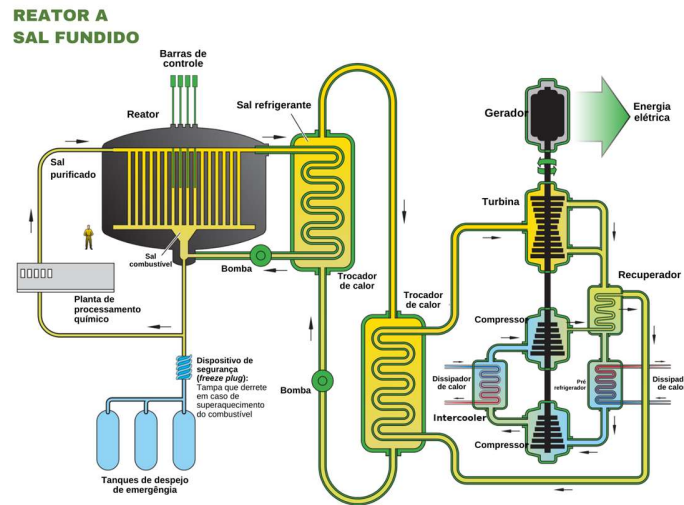 REATOR A
SAL FUNDIDO
Barras de
controle
Reator
Sal refrigerante
Gerador
Energia
elétrica
Sal
purificado
Turbina
Sal
combustível
Bomba
Trocador
de calor
Recuperador
Planta de
processamento
químico
Trocador
de calor
Compressor
Dispositivo de
segurança
(freeze plug):
Tampa que derrete
em caso de
superaquecimento
do combustível
Bomba
Dissipador
de calor
Pré
refrigerador
Dissipad
de calor
Intercooler
Compressor
Tanques de despejo
de emergêngia